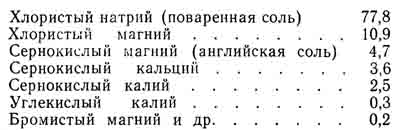 Хлористый натрий (поваренная соль) 77,8
Хлористый магний . . . . . . . . 10,9
Сернокислый магний (английская соль) 4,7
Сернокислый кальций . . . . . . . 3,6
Сернокислый калий . . . . . . . 2,5
Углекислый калий . . . . . . . 0,3
Бромистый магний и др. . . . . . . 0,2